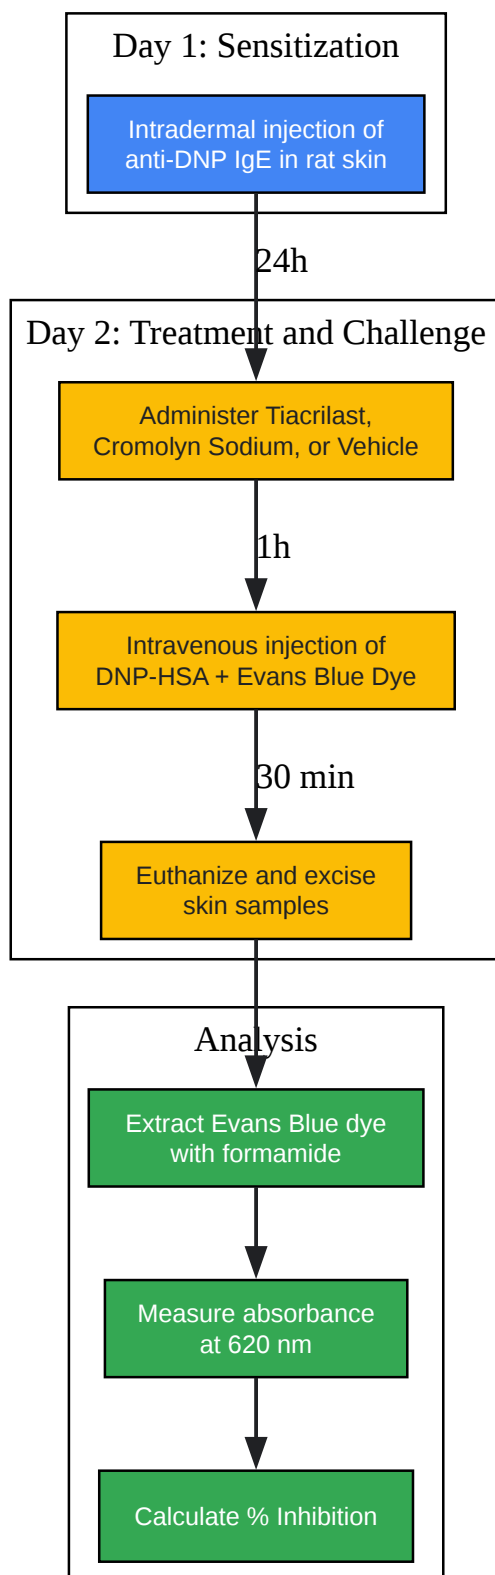 Day 1: Sensitization
Intradermal injection of
anti-DNP IgE in rat skin
24h
Day 2: Treatment and Challenge
Administer Tiacrilast,
Cromolyn Sodium, or Vehicle
1h
Intravenous injection of
DNP-HSA + Evans Blue Dye
30 min
Euthanize and excise
skin samples
Analysis
Extract Evans Blue dye
with formamide
Measure absorbance
at 620 nm
Calculate % Inhibition